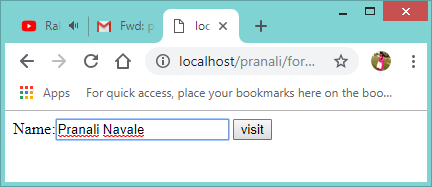 Ral Fwd: p loc
localhost/pranali/for...
Apps For quick access, place your bookmarks here on the boo...
Name: Pranali Navale visit